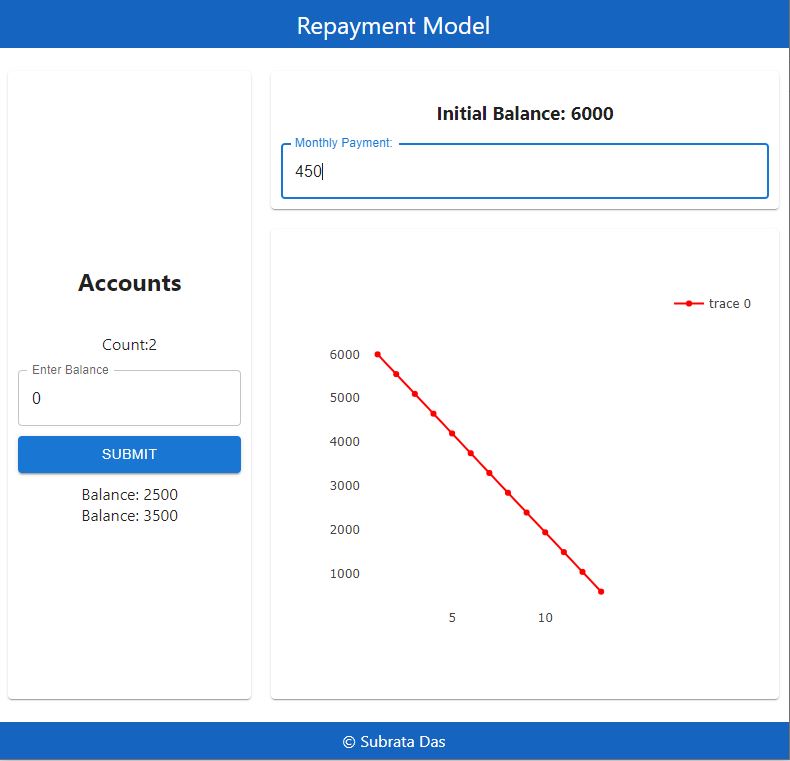 Repayment Model
Accounts
Count:2
Enter Balance
0
SUBMIT
Balance: 2500
Balance: 3500
Initial Balance: 6000
Monthly Payment:
450
trace 0
6000
5000
4000
3000
2000
1000
5 10
© Subrata Das